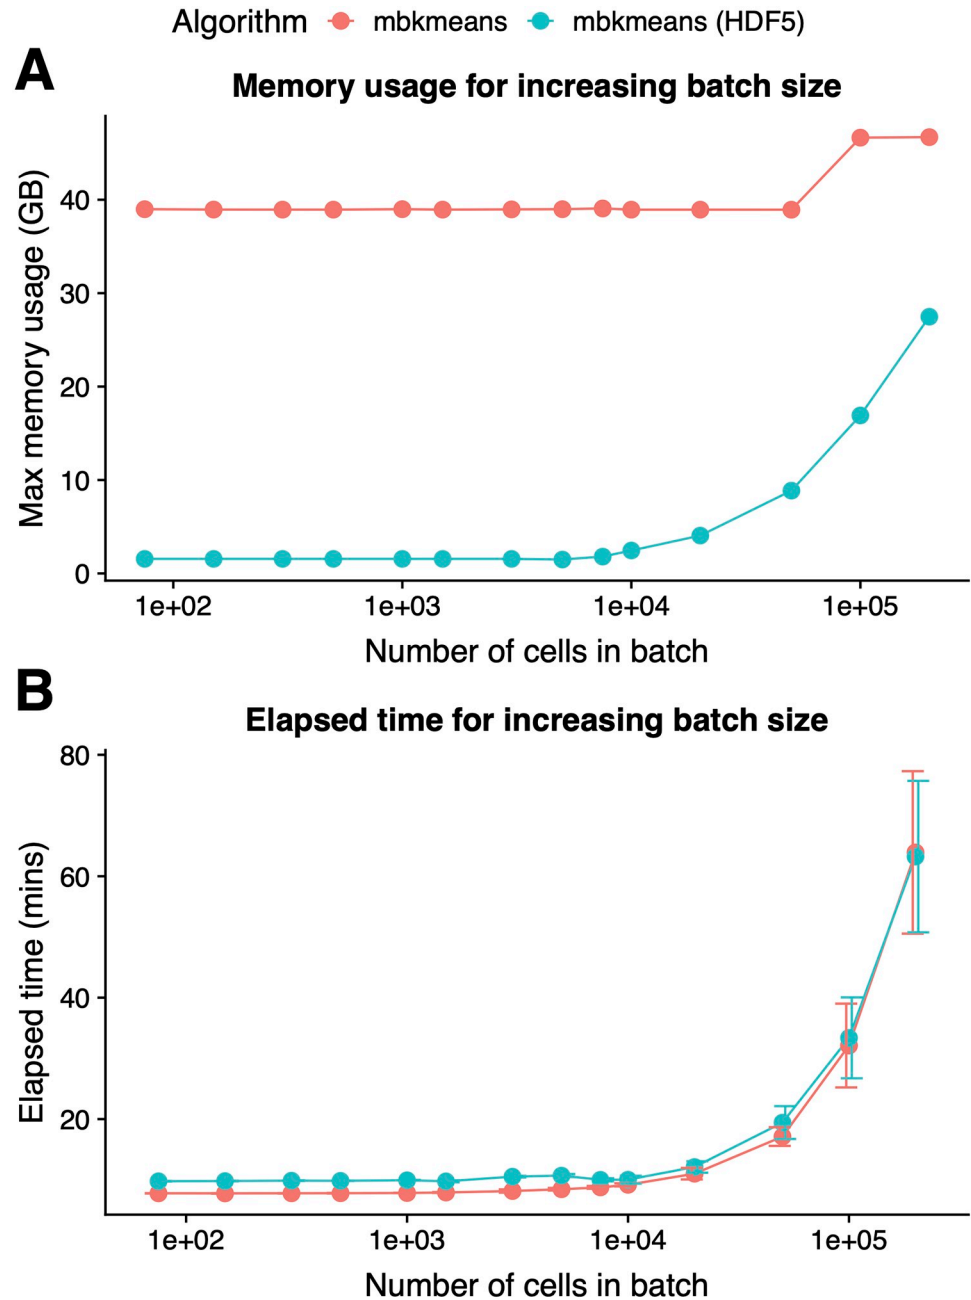 Algorithm mbkmeans mbkmeans (HDF5)
A
Memory usage for increasing batch size
Max memory usage (GB)
40
30
20
10
0
1e+02 1e+03 1e+04 1e+05
Number of cells in batch
B
Elapsed time for increasing batch size
Elapsed time (mins)
80
60
40
20
1e+02 1e+03 1e+04 1e+05
Number of cells in batch